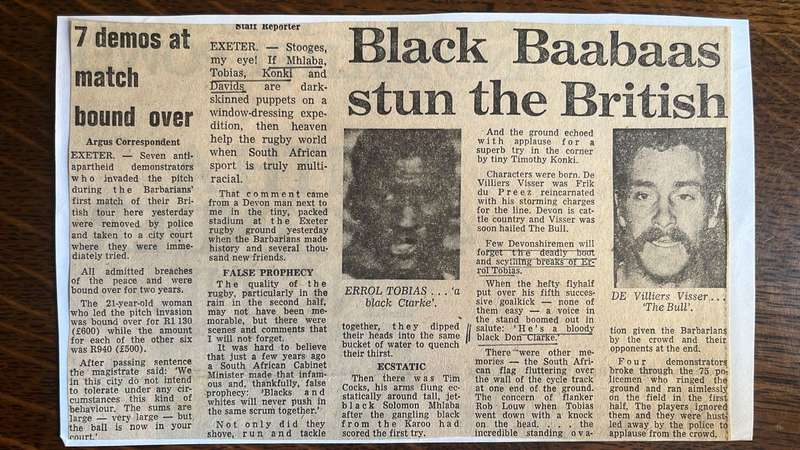 7 demos at
match
bound over
Argus Correspondent
EXETER. — Seven anti-
apartheid demonstrators
who invaded the pitch
during the Barbarians'
first match of their Bri-
tish tour here yesterday
were removed by police
and taken to a city court
where they were imme-
diately tried.
All admitted breaches
of the peace and were
bound over for two years.
The 21-year-old woman
who led the pitch invasion
was bound over for R1 130
(£600) while the amount
for each of the other six
was R940 (£500).
After passing sentence
the magistrate said: 'We
in this city do not intend
to tolerate under any cir-
cumstances this kind of
behaviour. The sums are
large — very large — but
the ball is now in your
court.'
Staff Reporter
EXETER. — Stooges,
my eye! If Mhlaba,
Tobias, Konki and
Davids are dark-
skinned puppets on a
window-dressing expe-
dition, then heaven
help the rugby world
when South African
sport is truly multi-
racial.
That comment came
from a Devon man next to
me in the tiny, packed
stadium at the Exeter
rugby ground yesterday
when the Barbarians made
history and several thou-
sand new friends.
FALSE PROPHECY
The quality of the
rugby, particularly in the
rain in the second half,
may not have been me-
morable, but there were
scenes and comments that
I will not forget.
It was hard to believe
that just a few years ago
a South African Cabinet
Minister made that infam-
ous and, thankfully, false
prophecy: 'Blacks and
whites will never push in
the same scrum together.'
Not only did they
shove, run and tackle
Black Baabaas
stun the British
ERROL TOBIAS . . . 'a
black Clarke'.
together, they dipped
their heads into the same
bucket of water to quench
their thirst.
ECSTATIC
Then there was Tim
Cocks, his arms flung ec-
statically around tall, jet-
black Solomon Mhlaba
after the gangling black
from the Karoo had
scored the first try.
And the ground echoed
with applause for a
superb try in the corner
by tiny Timothy Konki.
Characters were born. De
Villiers Visser was Frik
du Preez reincarnated
with his storming charges
for the line. Devon is cat-
tle country and Visser was
soon hailed The Bull.
Few Devonshiremen will
forget the deadly boot
and scything breaks of Er-
rol Tobias.
When the hefty flyhalf
put over his fifth succes-
sive goalkick — none of
them easy — a voice in
the stand boomed out in
salute: 'He's a bloody
black Don Clarke.'
There were other me-
mories — the South Afri-
can flag fluttering over
the wall of the cycle track
at one end of the ground.
The concern of flanker
Rob Louw when Tobias
went down with a knock
on the head. . . . the
incredible standing ova-
DE Villiers Visser . . .
'The Bull'.
tion given the Barbarians
by the crowd and their
opponents at the end.
Four demonstrators
broke through the 75 po-
licemen who ringed the
ground and ran aimlessly
on the field in the first
half. The players ignored
them and they were hust-
led away by the police to
applause from the crowd.